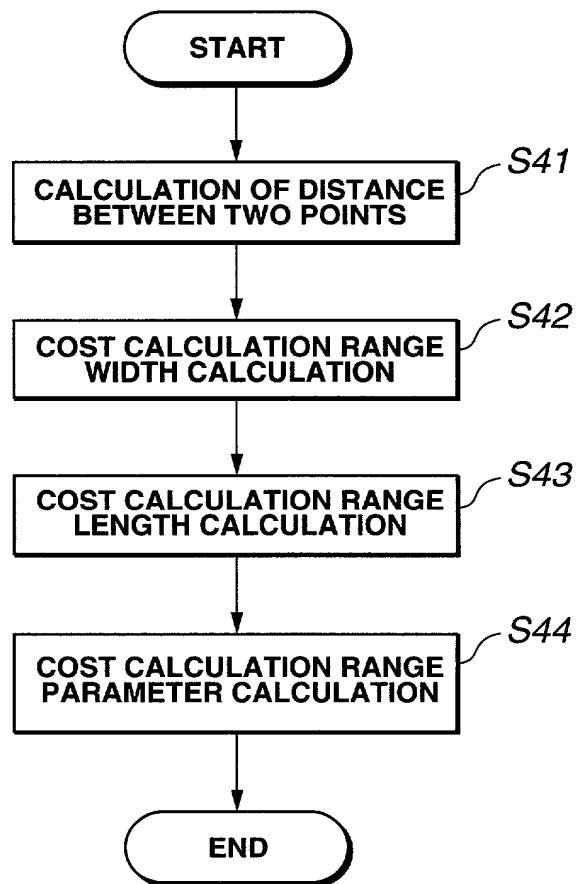 START
S41
CALCULATION OF DISTANCE
BETWEEN TWO POINTS
S42
COST CALCULATION RANGE
WIDTH CALCULATION
S43
COST CALCULATION RANGE
LENGTH CALCULATION
S44
COST CALCULATION RANGE
PARAMETER CALCULATION
END